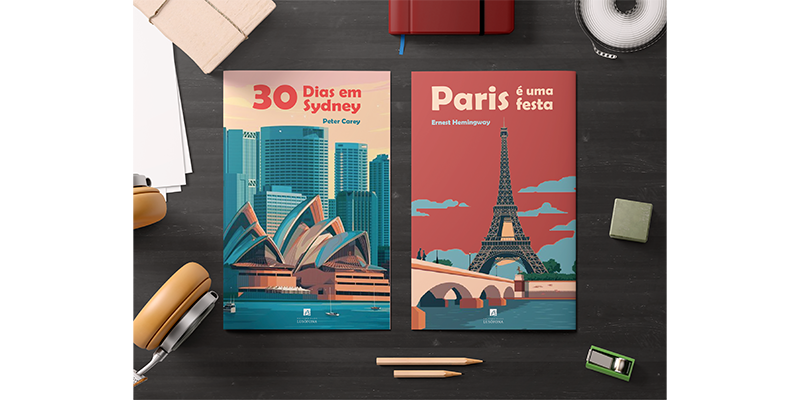 30 Dias em
Sydney
Peter Carey
Paris é uma
festa
Ernest Hemingway